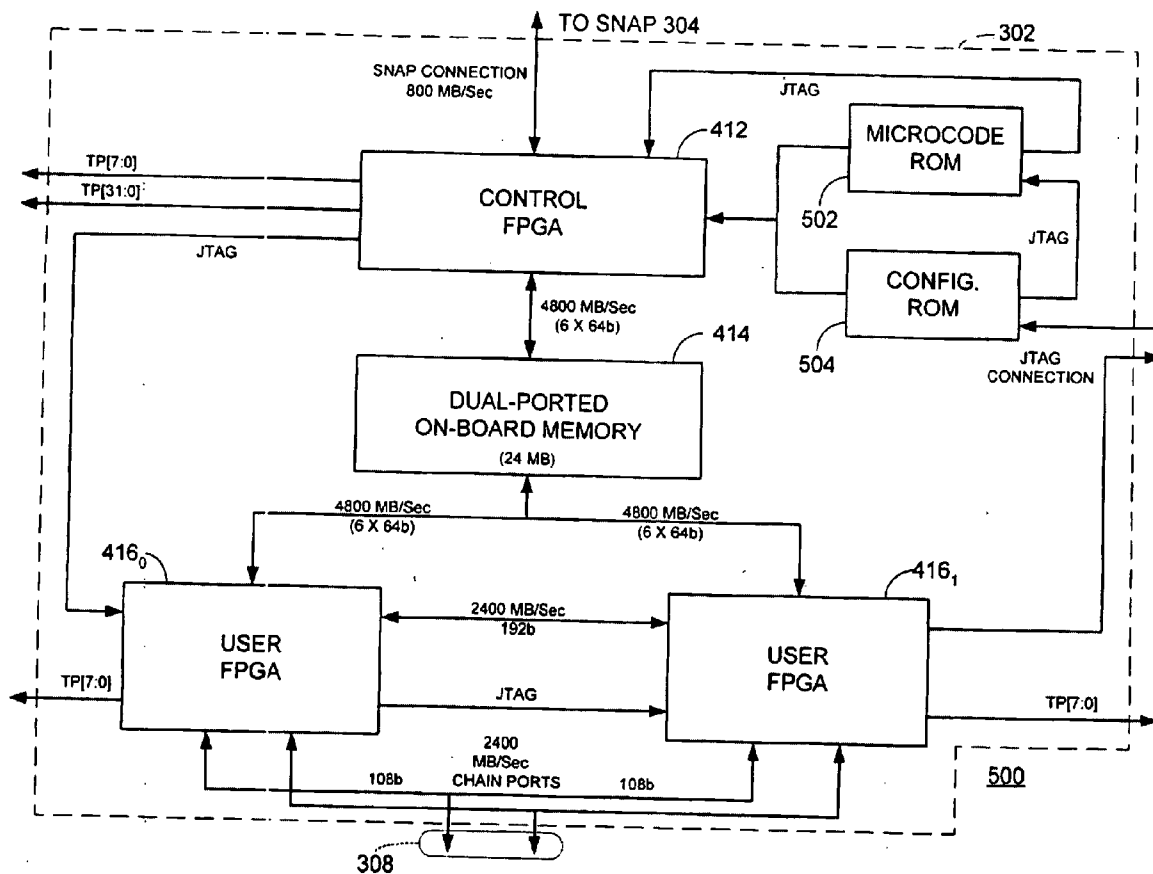 TO SNAP 304
302
SNAP CONNECTION
800 MB/Sec
JTAG
412
MICROCODE
ROM
TP[7:0]
TP[31:0]
CONTROL
FPGA
502
JTAG
JTAG
CONFIG.
ROM
4800 MB/Sec
(6 X 64b)
414
504
JTAG
CONNECTION
DUAL-PORTED
ON-BOARD MEMORY
(24 MB)
4800 MB/Sec
(6 X 64b)
4800 MB/Sec
(6 X 64b)
416₀
416₁
2400 MB/Sec
192b
USER
FPGA
USER
FPGA
TP[7:0]
JTAG
TP[7:0]
2400
MB/Sec
CHAIN PORTS
108b
108b
500
308